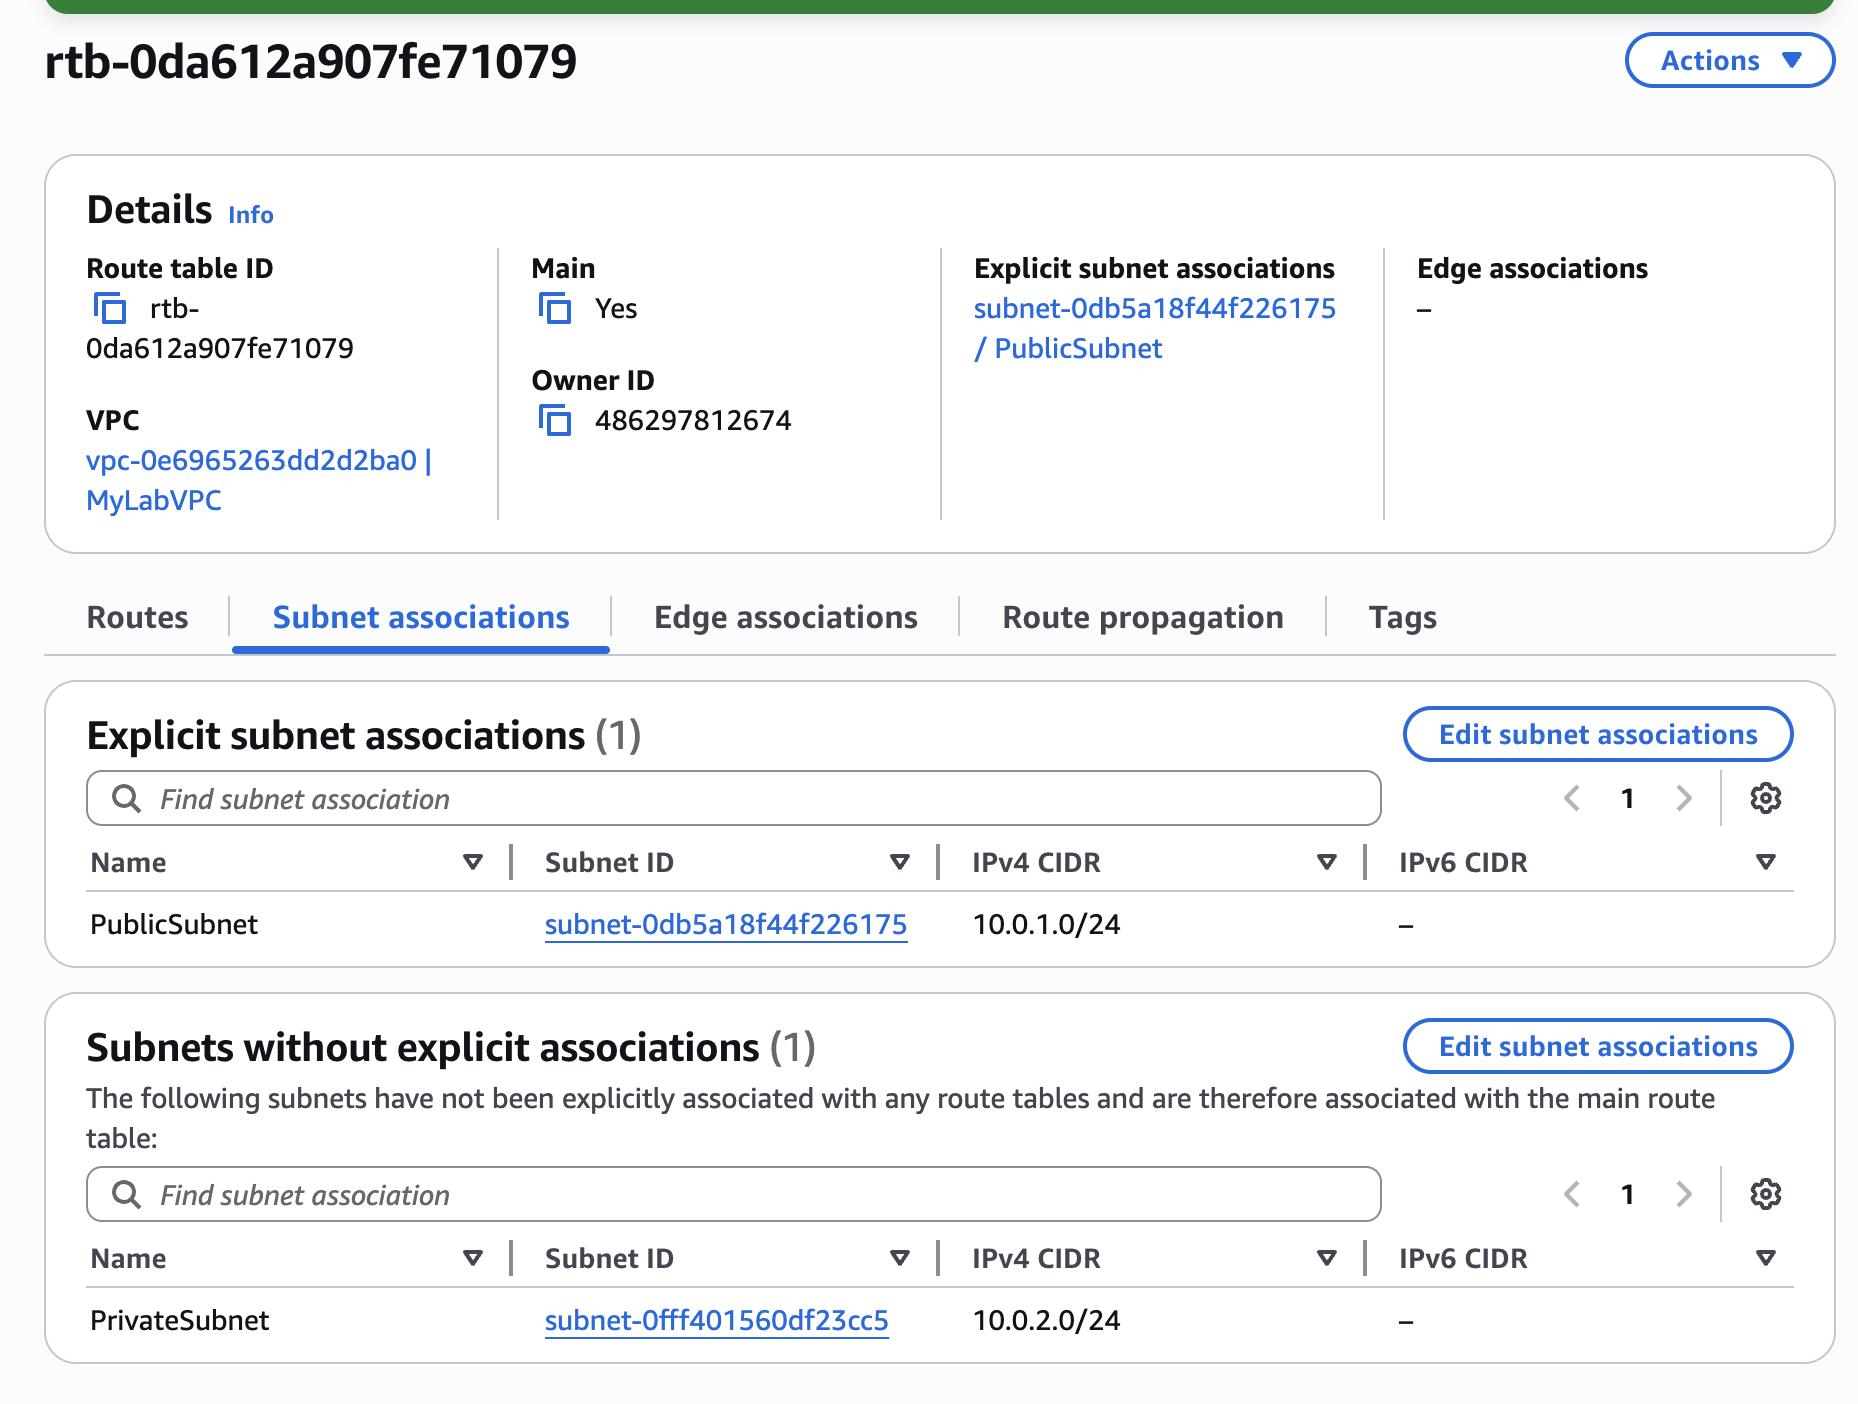 rtb-0da612a907fe71079
Actions
Details Info
Route table ID
rtb-
0da612a907fe71079
VPC
vpc-0e6965263dd2d2ba0 |
MyLabVPC
Main
Yes
Owner ID
486297812674
Explicit subnet associations
subnet-0db5a18f44f226175
/ PublicSubnet
Edge associations
–
Routes Subnet associations Edge associations Route propagation Tags
Explicit subnet associations (1)
Edit subnet associations
Find subnet association
1
Name Subnet ID IPv4 CIDR IPv6 CIDR
PublicSubnet subnet-0db5a18f44f226175 10.0.1.0/24 –
Subnets without explicit associations (1)
Edit subnet associations
The following subnets have not been explicitly associated with any route tables and are therefore associated with the main route
table:
Find subnet association
1
Name Subnet ID IPv4 CIDR IPv6 CIDR
PrivateSubnet subnet-0fff401560df23cc5 10.0.2.0/24 –